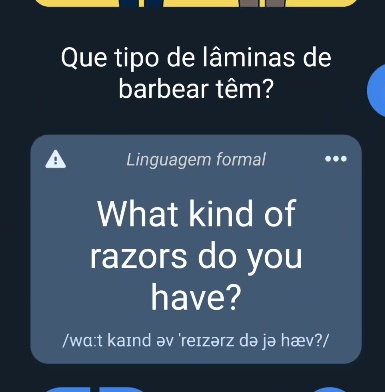 Que tipo de lâminas de
barbear têm?
Linguagem formal
What kind of
razors do you
have?
/wɑːt kaɪnd əv ˈreɪzərz də jə hæv?/